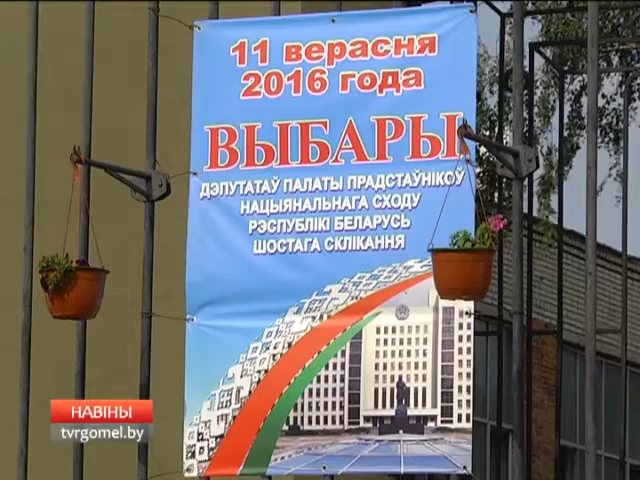 11 верасня
2016 года
ВЫБАРЫ
ДЭПУТАТАЎ ПАЛАТЫ ПРАДСТАЎНІКОЎ
НАЦЫЯНАЛЬНАГА СХОДУ
РЭСПУБЛІКІ БЕЛАРУСЬ
ШОСТАГА СКЛІКАННЯ
НАВІНЫ
tvrgomel.by